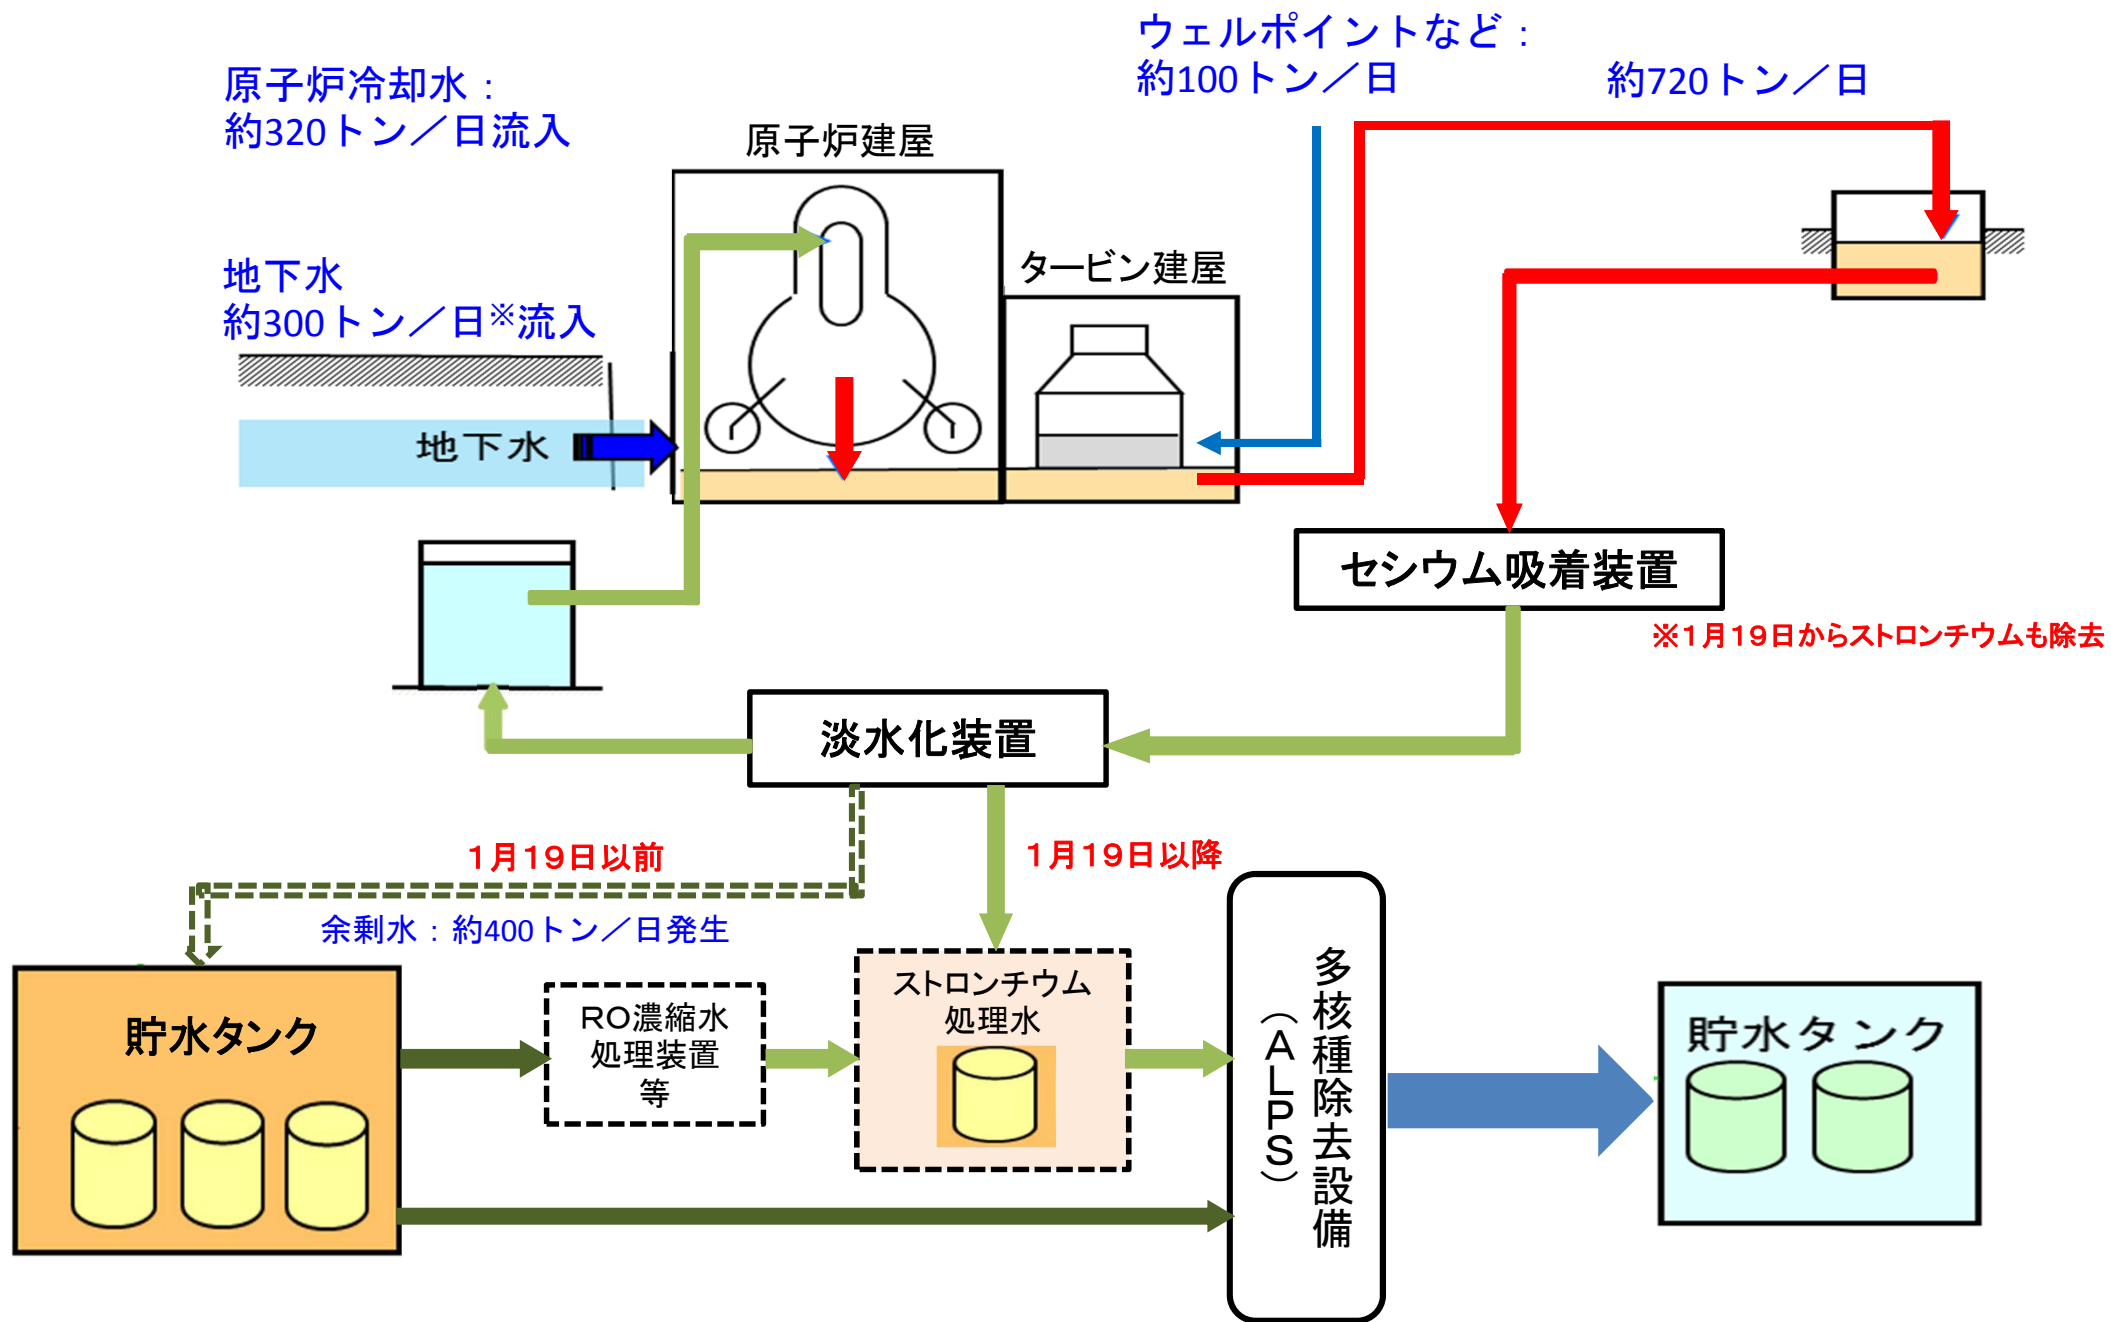 ウェルポイントなど：
約100トン／日
約720トン／日
原子炉冷却水：
約320トン／日流入
原子炉建屋
タービン建屋
地下水
約300トン／日※流入
地下水
セシウム吸着装置
※1月19日からストロンチウムも除去
淡水化装置
1月19日以前
1月19日以降
余剰水：約400トン／日発生
貯水タンク
RO濃縮水
処理装置
等
ストロンチウム
処理水
多核種除去設備
（ALPS）
貯水タンク